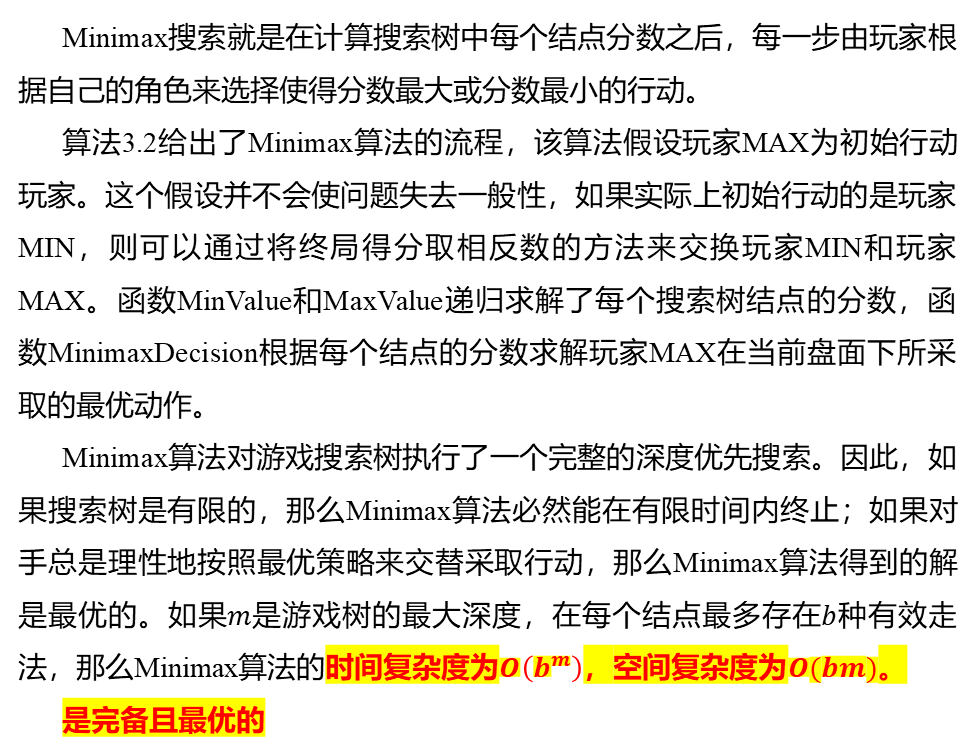 Minimax搜索就是在计算搜索树中每个结点分数之后，每一步由玩家根
据自己的角色来选择使得分数最大或分数最小的行动。
算法3.2给出了Minimax算法的流程，该算法假设玩家MAX为初始行动
玩家。这个假设并不会使问题失去一般性，如果实际上初始行动的是玩家
MIN，则可以通过将终局得分取相反数的方法来交换玩家MIN和玩家
MAX。函数MinValue和MaxValue递归求解了每个搜索树结点的分数，函
数MinimaxDecision根据每个结点的分数求解玩家MAX在当前盘面下所采
取的最优动作。
Minimax算法对游戏搜索树执行了一个完整的深度优先搜索。因此，如
果搜索树是有限的，那么Minimax算法必然能在有限时间内终止；如果对
手总是理性地按照最优策略来交替采取行动，那么Minimax算法得到的解
是最优的。如果m是游戏树的最大深度，在每个结点最多存在b种有效走
法，那么Minimax算法的时间复杂度为O(bᵐ)，空间复杂度为O(bm)。
是完备且最优的